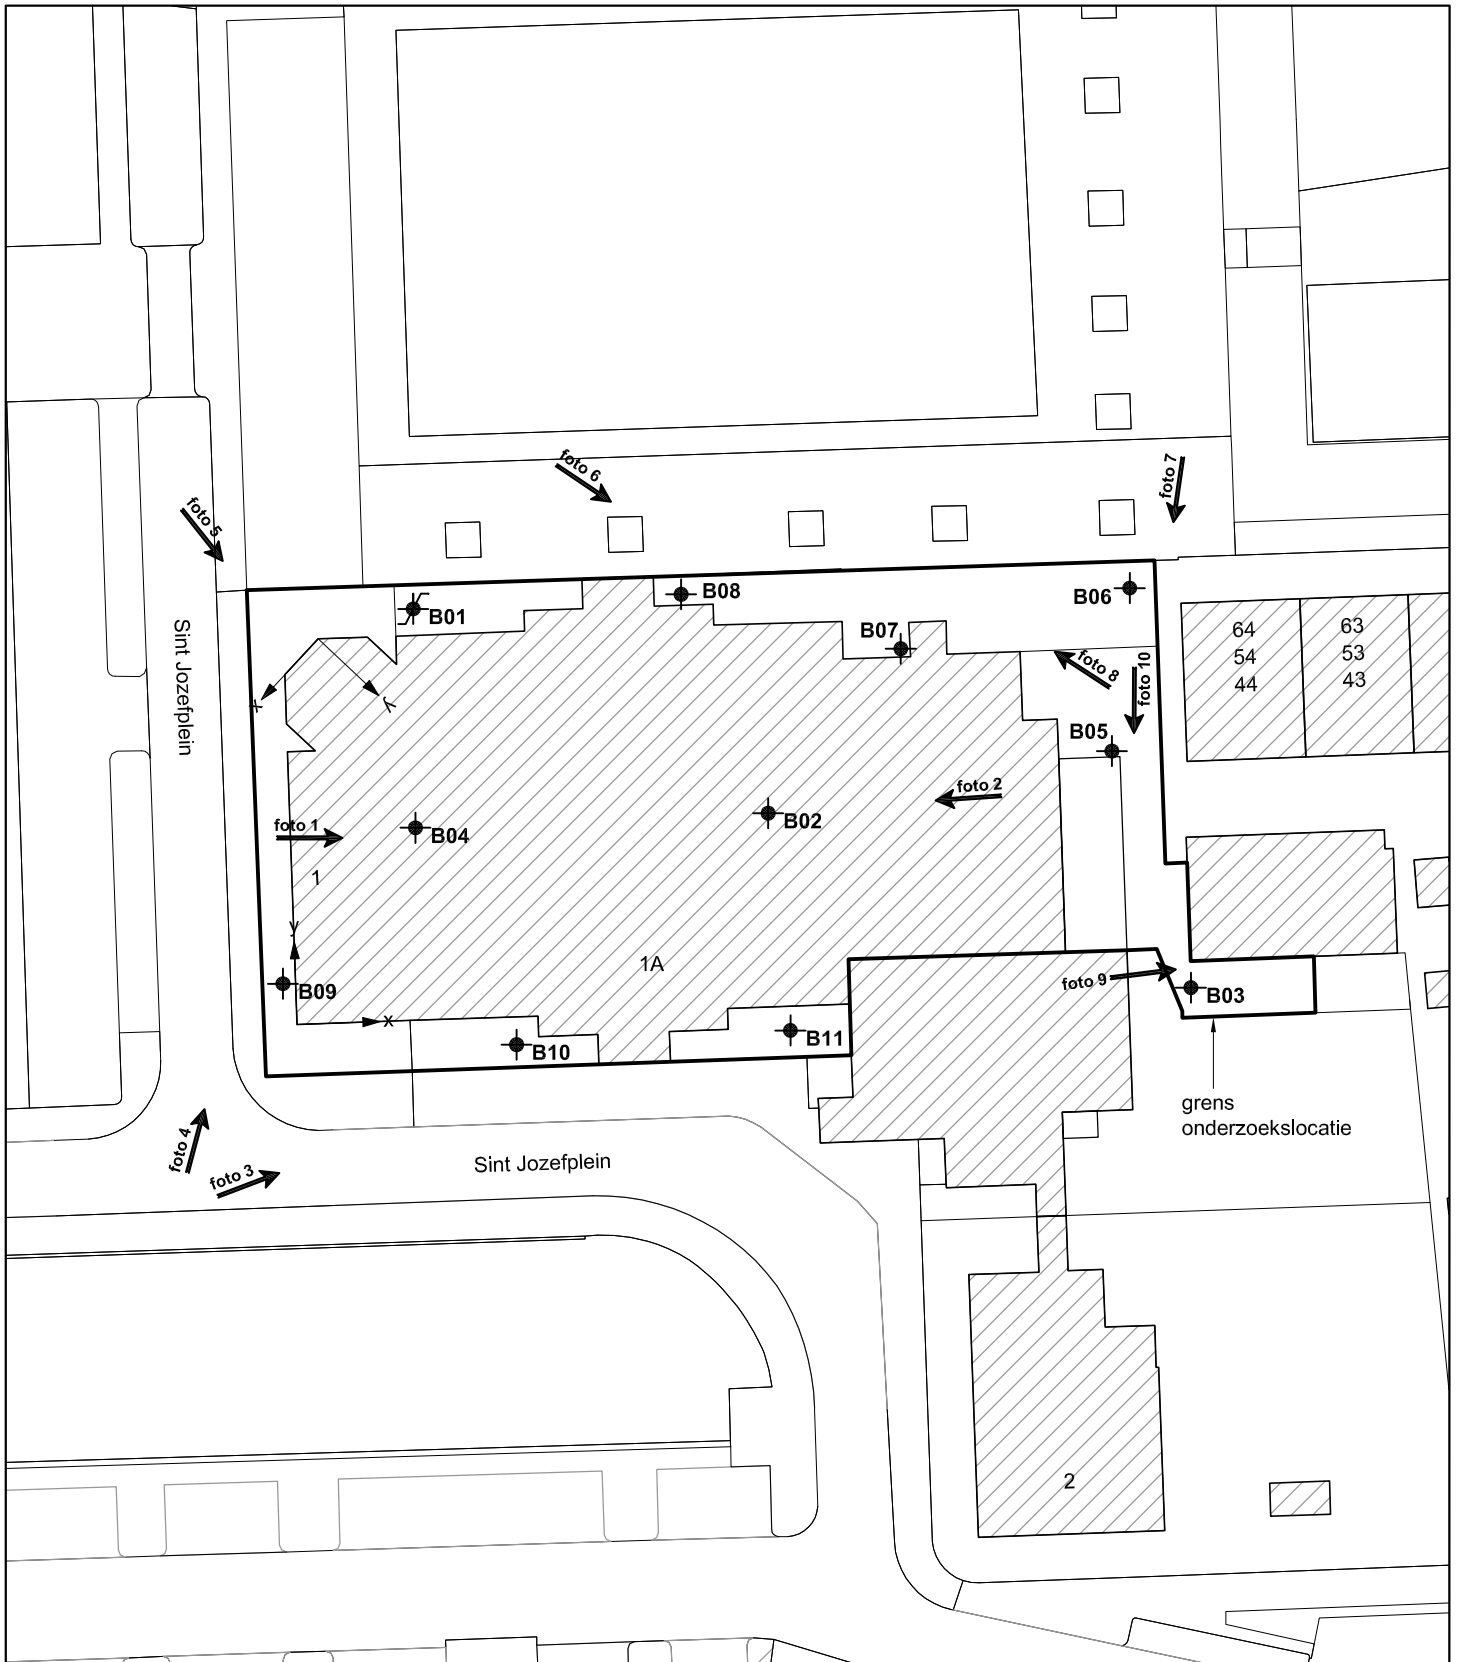 foto 6
foto 7
foto 5
B08
B06
B01
B07
64
54
44
63
53
43
foto 8
foto 10
Sint Jozefplein
x
y
B05
foto 2
foto 1
B04
B02
1
y
1A
B09
foto 9
B03
x
B10
B11
grens
onderzoekslocatie
foto 4
foto 3
Sint Jozefplein
2